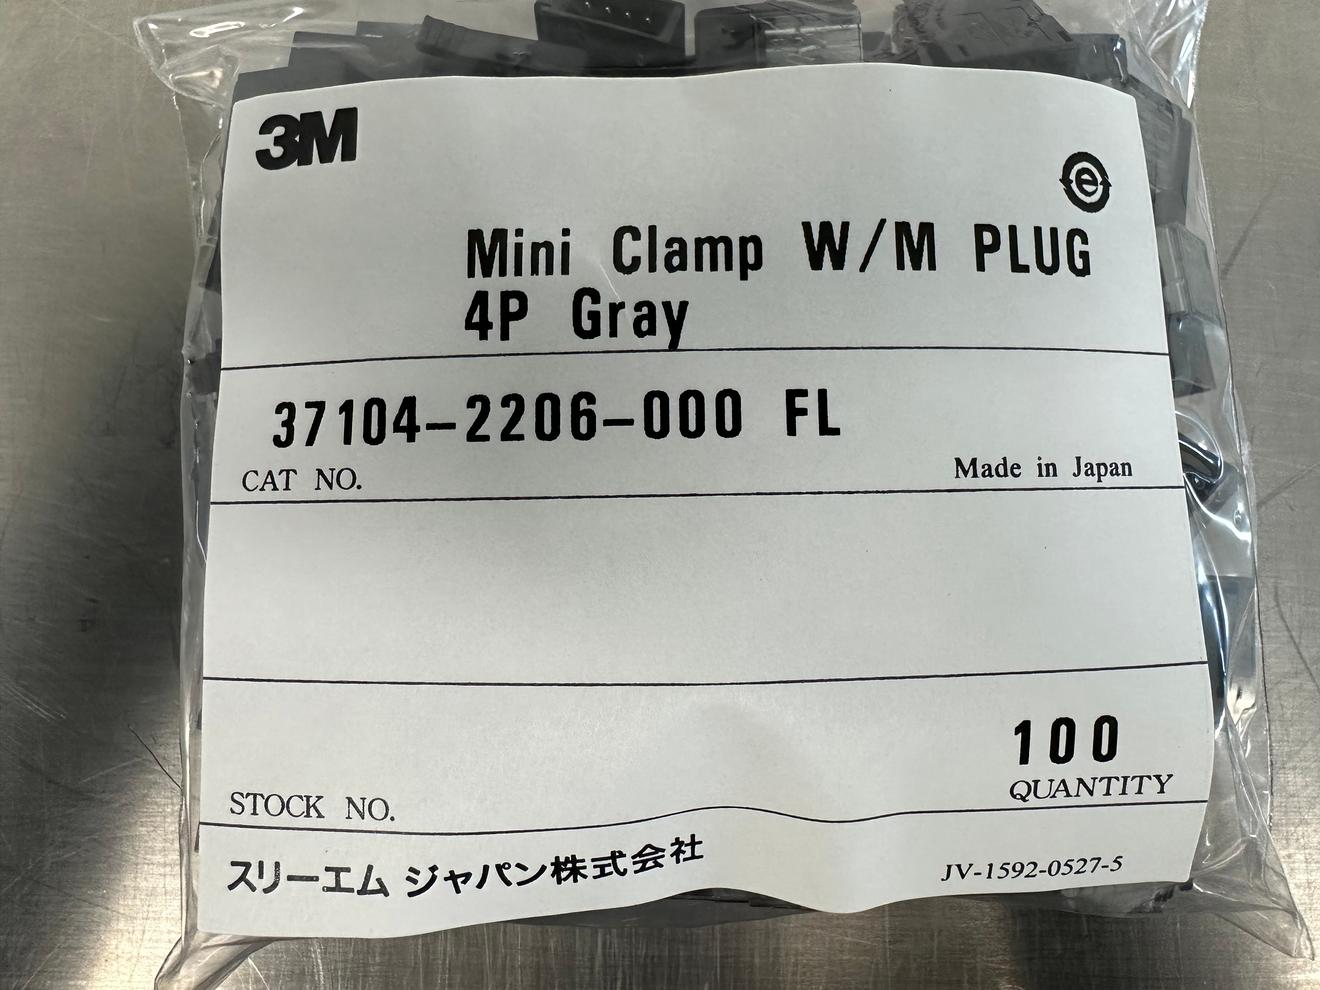 3M
e
Mini Clamp W/M PLUG
4P Gray
37104-2206-000 FL
CAT NO.
Made in Japan
100
QUANTITY
STOCK NO.
スリーエム ジャパン株式会社
JV-1592-0527-5